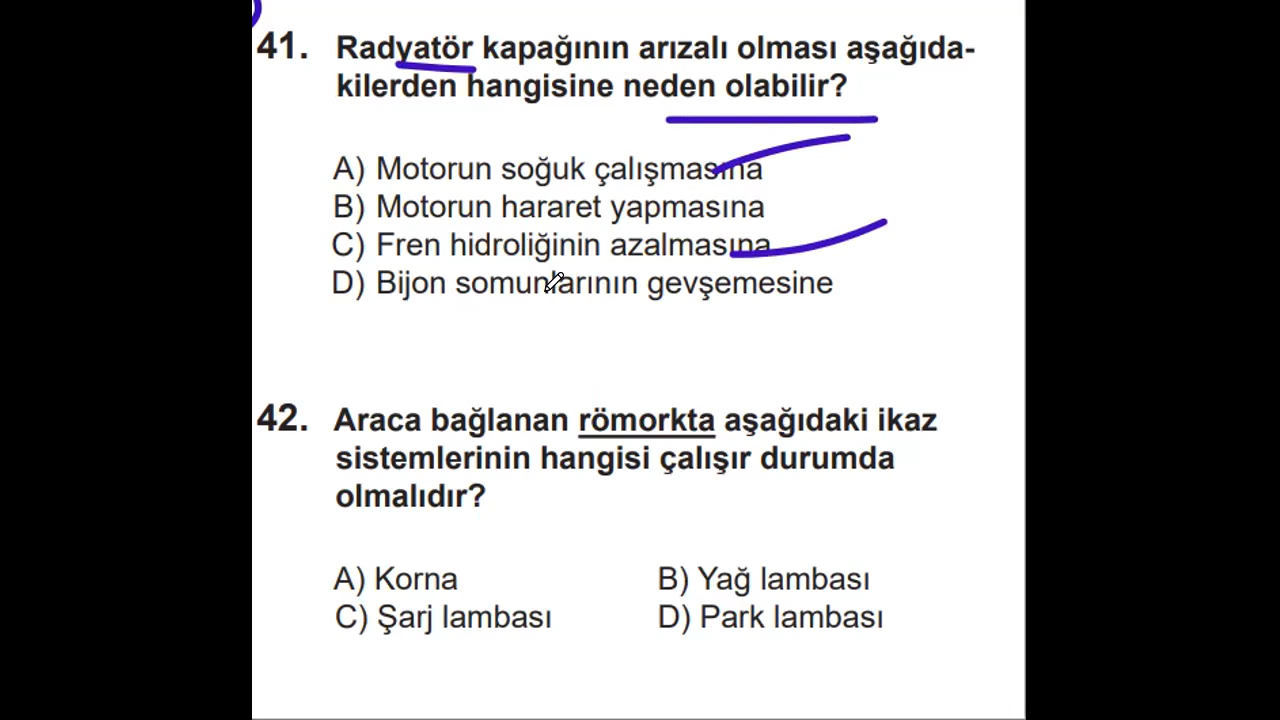 41. Radyatör kapağının arızalı olması aşağıda-
kilerden hangisine neden olabilir?
A) Motorun soğuk çalışmasına
B) Motorun hararet yapmasına
C) Fren hidroliğinin azalmasına
D) Bijon somunlarının gevşemesine
42. Araca bağlanan römorkta aşağıdaki ikaz
sistemlerinin hangisi çalışır durumda
olmalıdır?
A) Korna B) Yağ lambası
C) Şarj lambası D) Park lambası